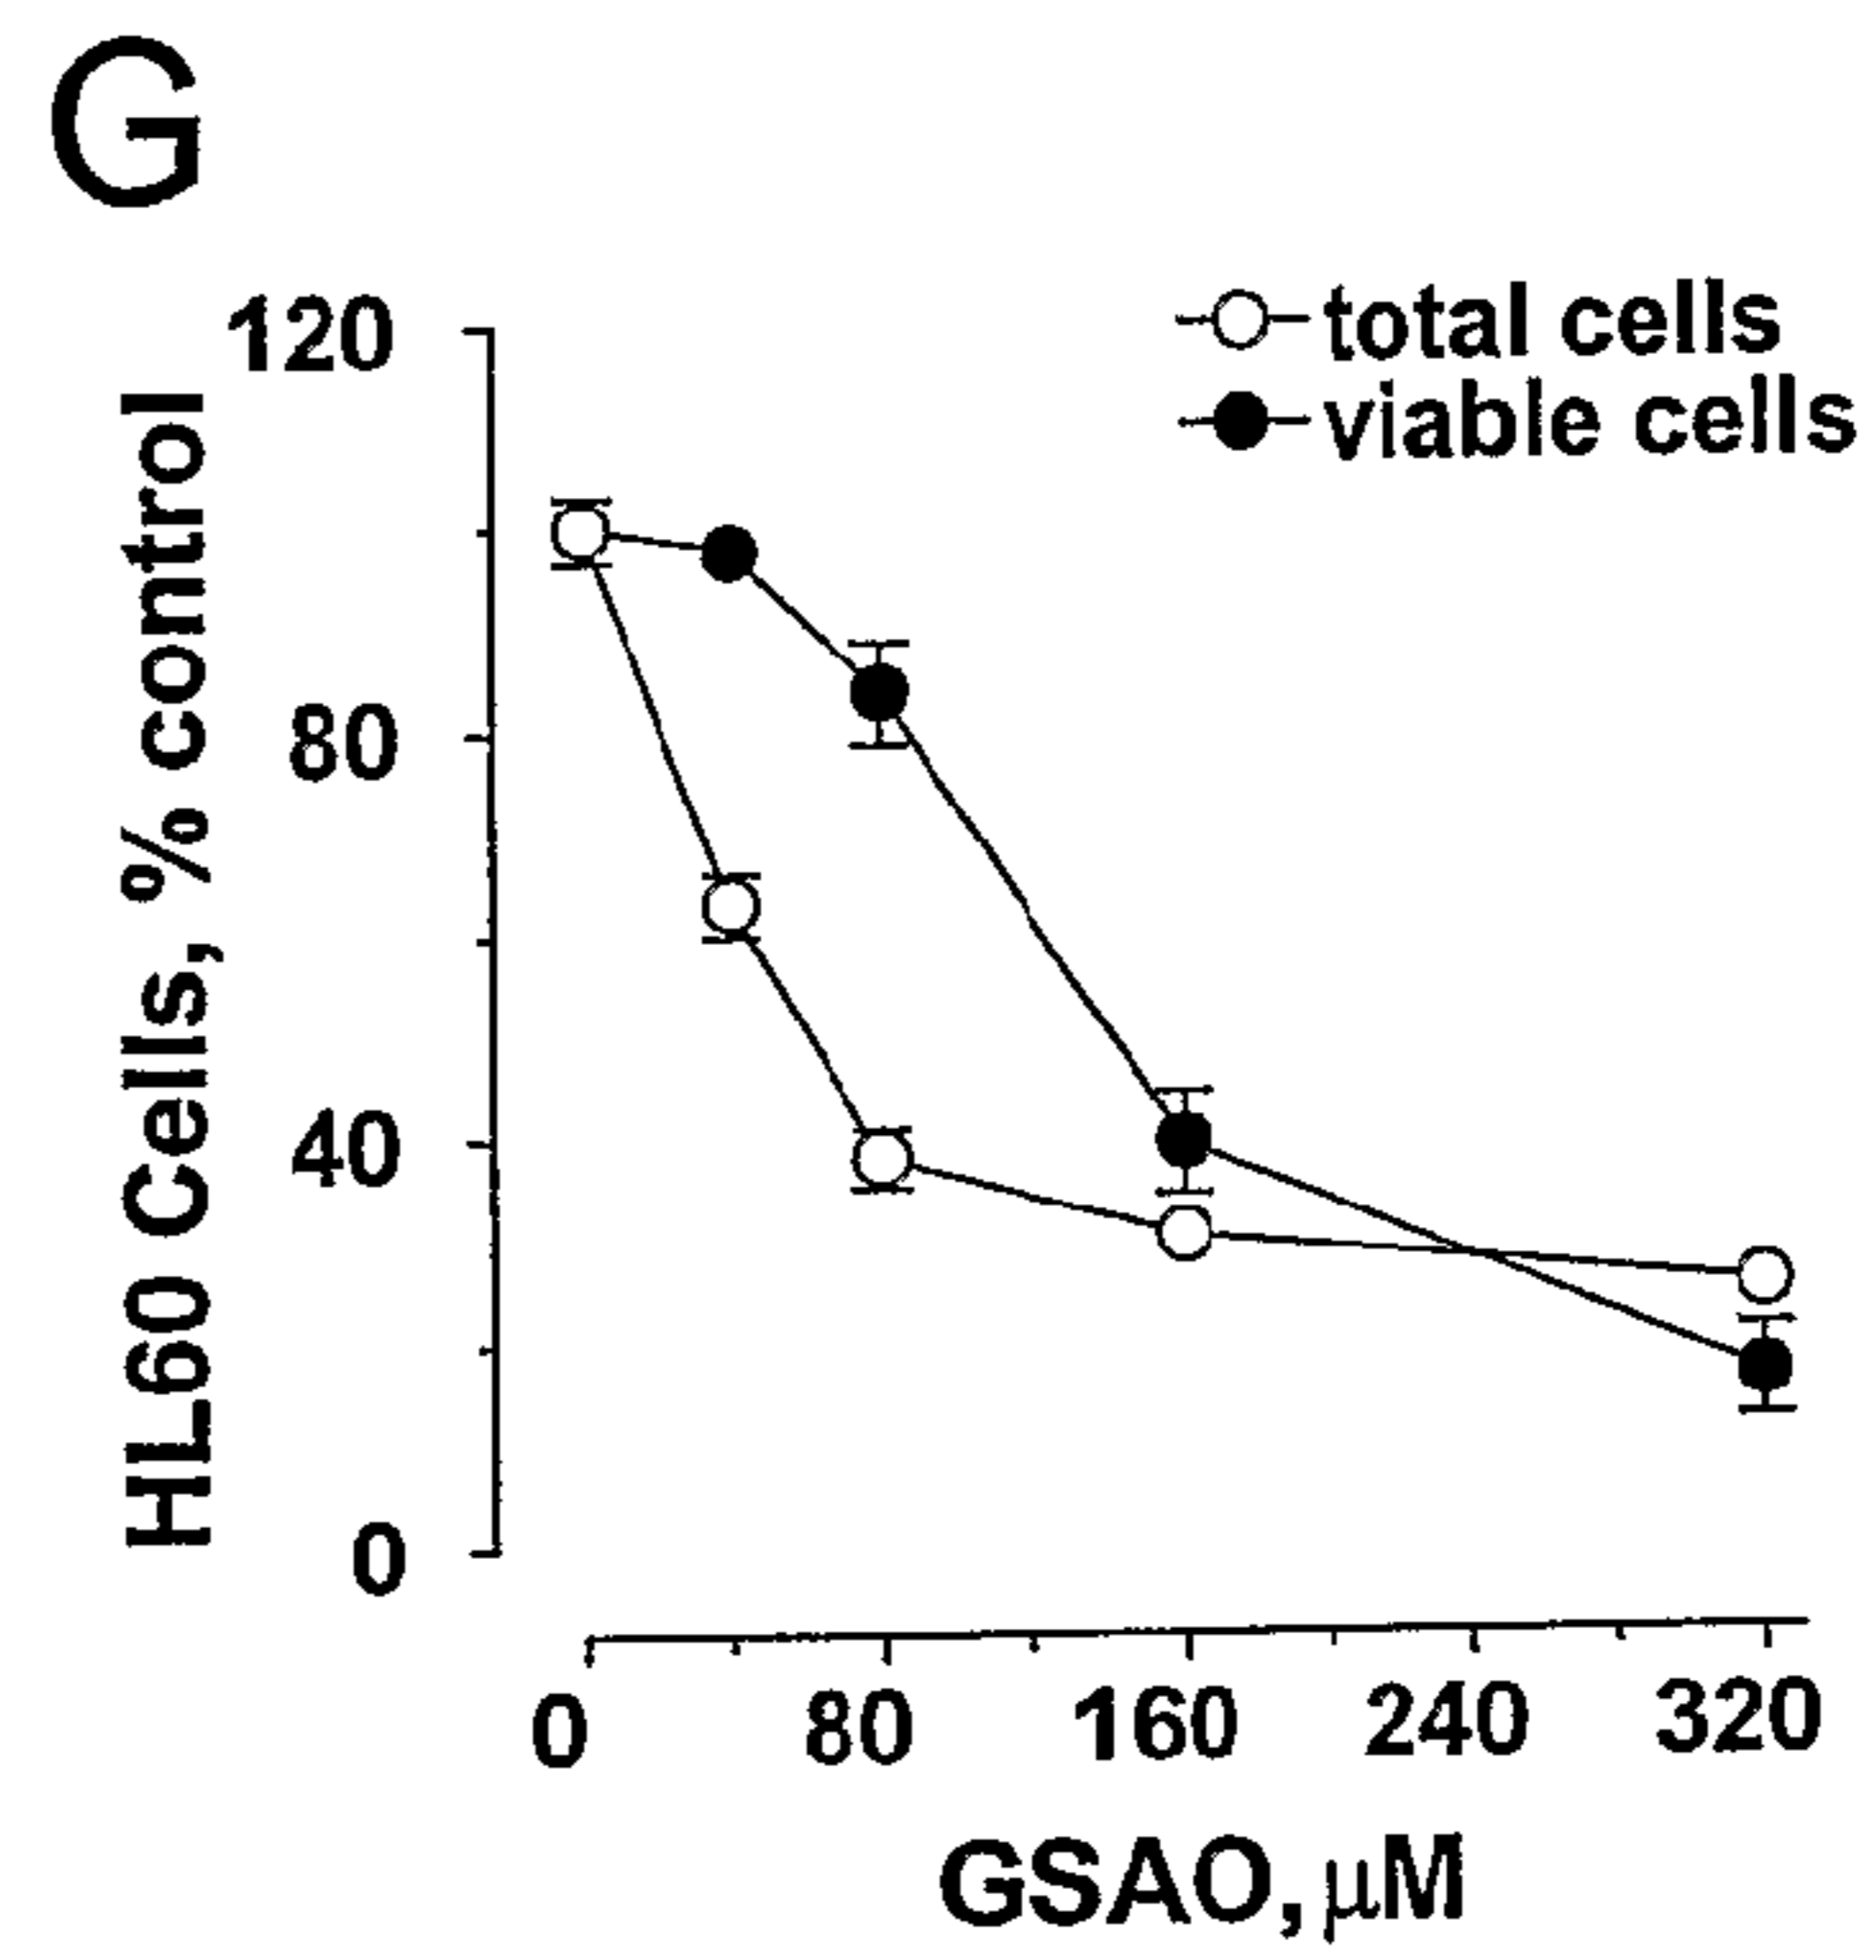 G
total cells
viable cells
HL60 Cells, % control
120
80
40
0
0 80 160 240 320
GSAO, μM